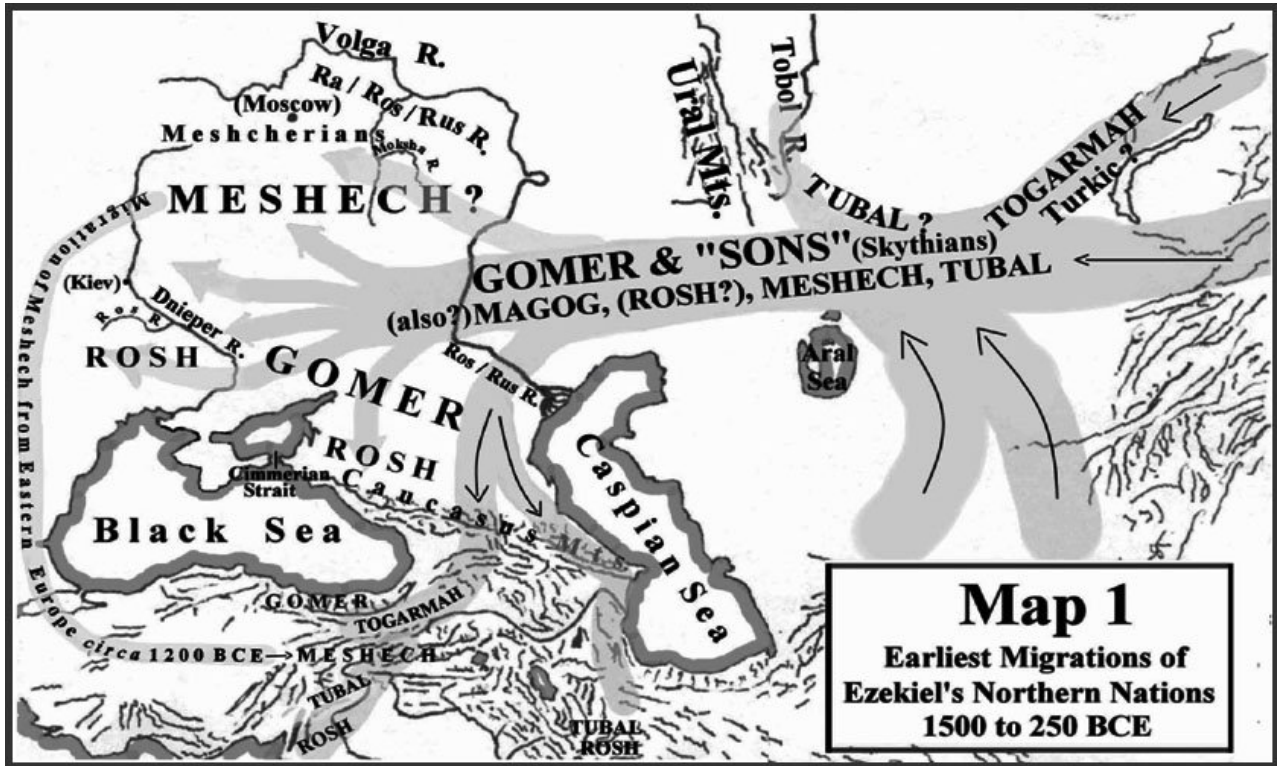 Volga R.
Ra / Ros / Rus R.
(Moscow)
Meshcherians
Moksha R
MESHECH ?
Migration of Meshech from Eastern Europe circa 1200 BCE
(Kiev)
Ros R
Dnieper R.
ROSH
Ural Mts.
Tobol R.
TUBAL ?
TOGARMAH
Turkic ?
GOMER & "SONS" (Skythians)
(also?) MAGOG, (ROSH?), MESHECH, TUBAL
Aral
Sea
GOMER
Ros / Rus R.
ROSH
Cimmerian
Strait
Caucasus Mts.
Black Sea
Caspian Sea
GOMER
TOGARMAH
MESHECH
TUBAL
ROSH
TUBAL
ROSH
Map 1
Earliest Migrations of
Ezekiel's Northern Nations
1500 to 250 BCE